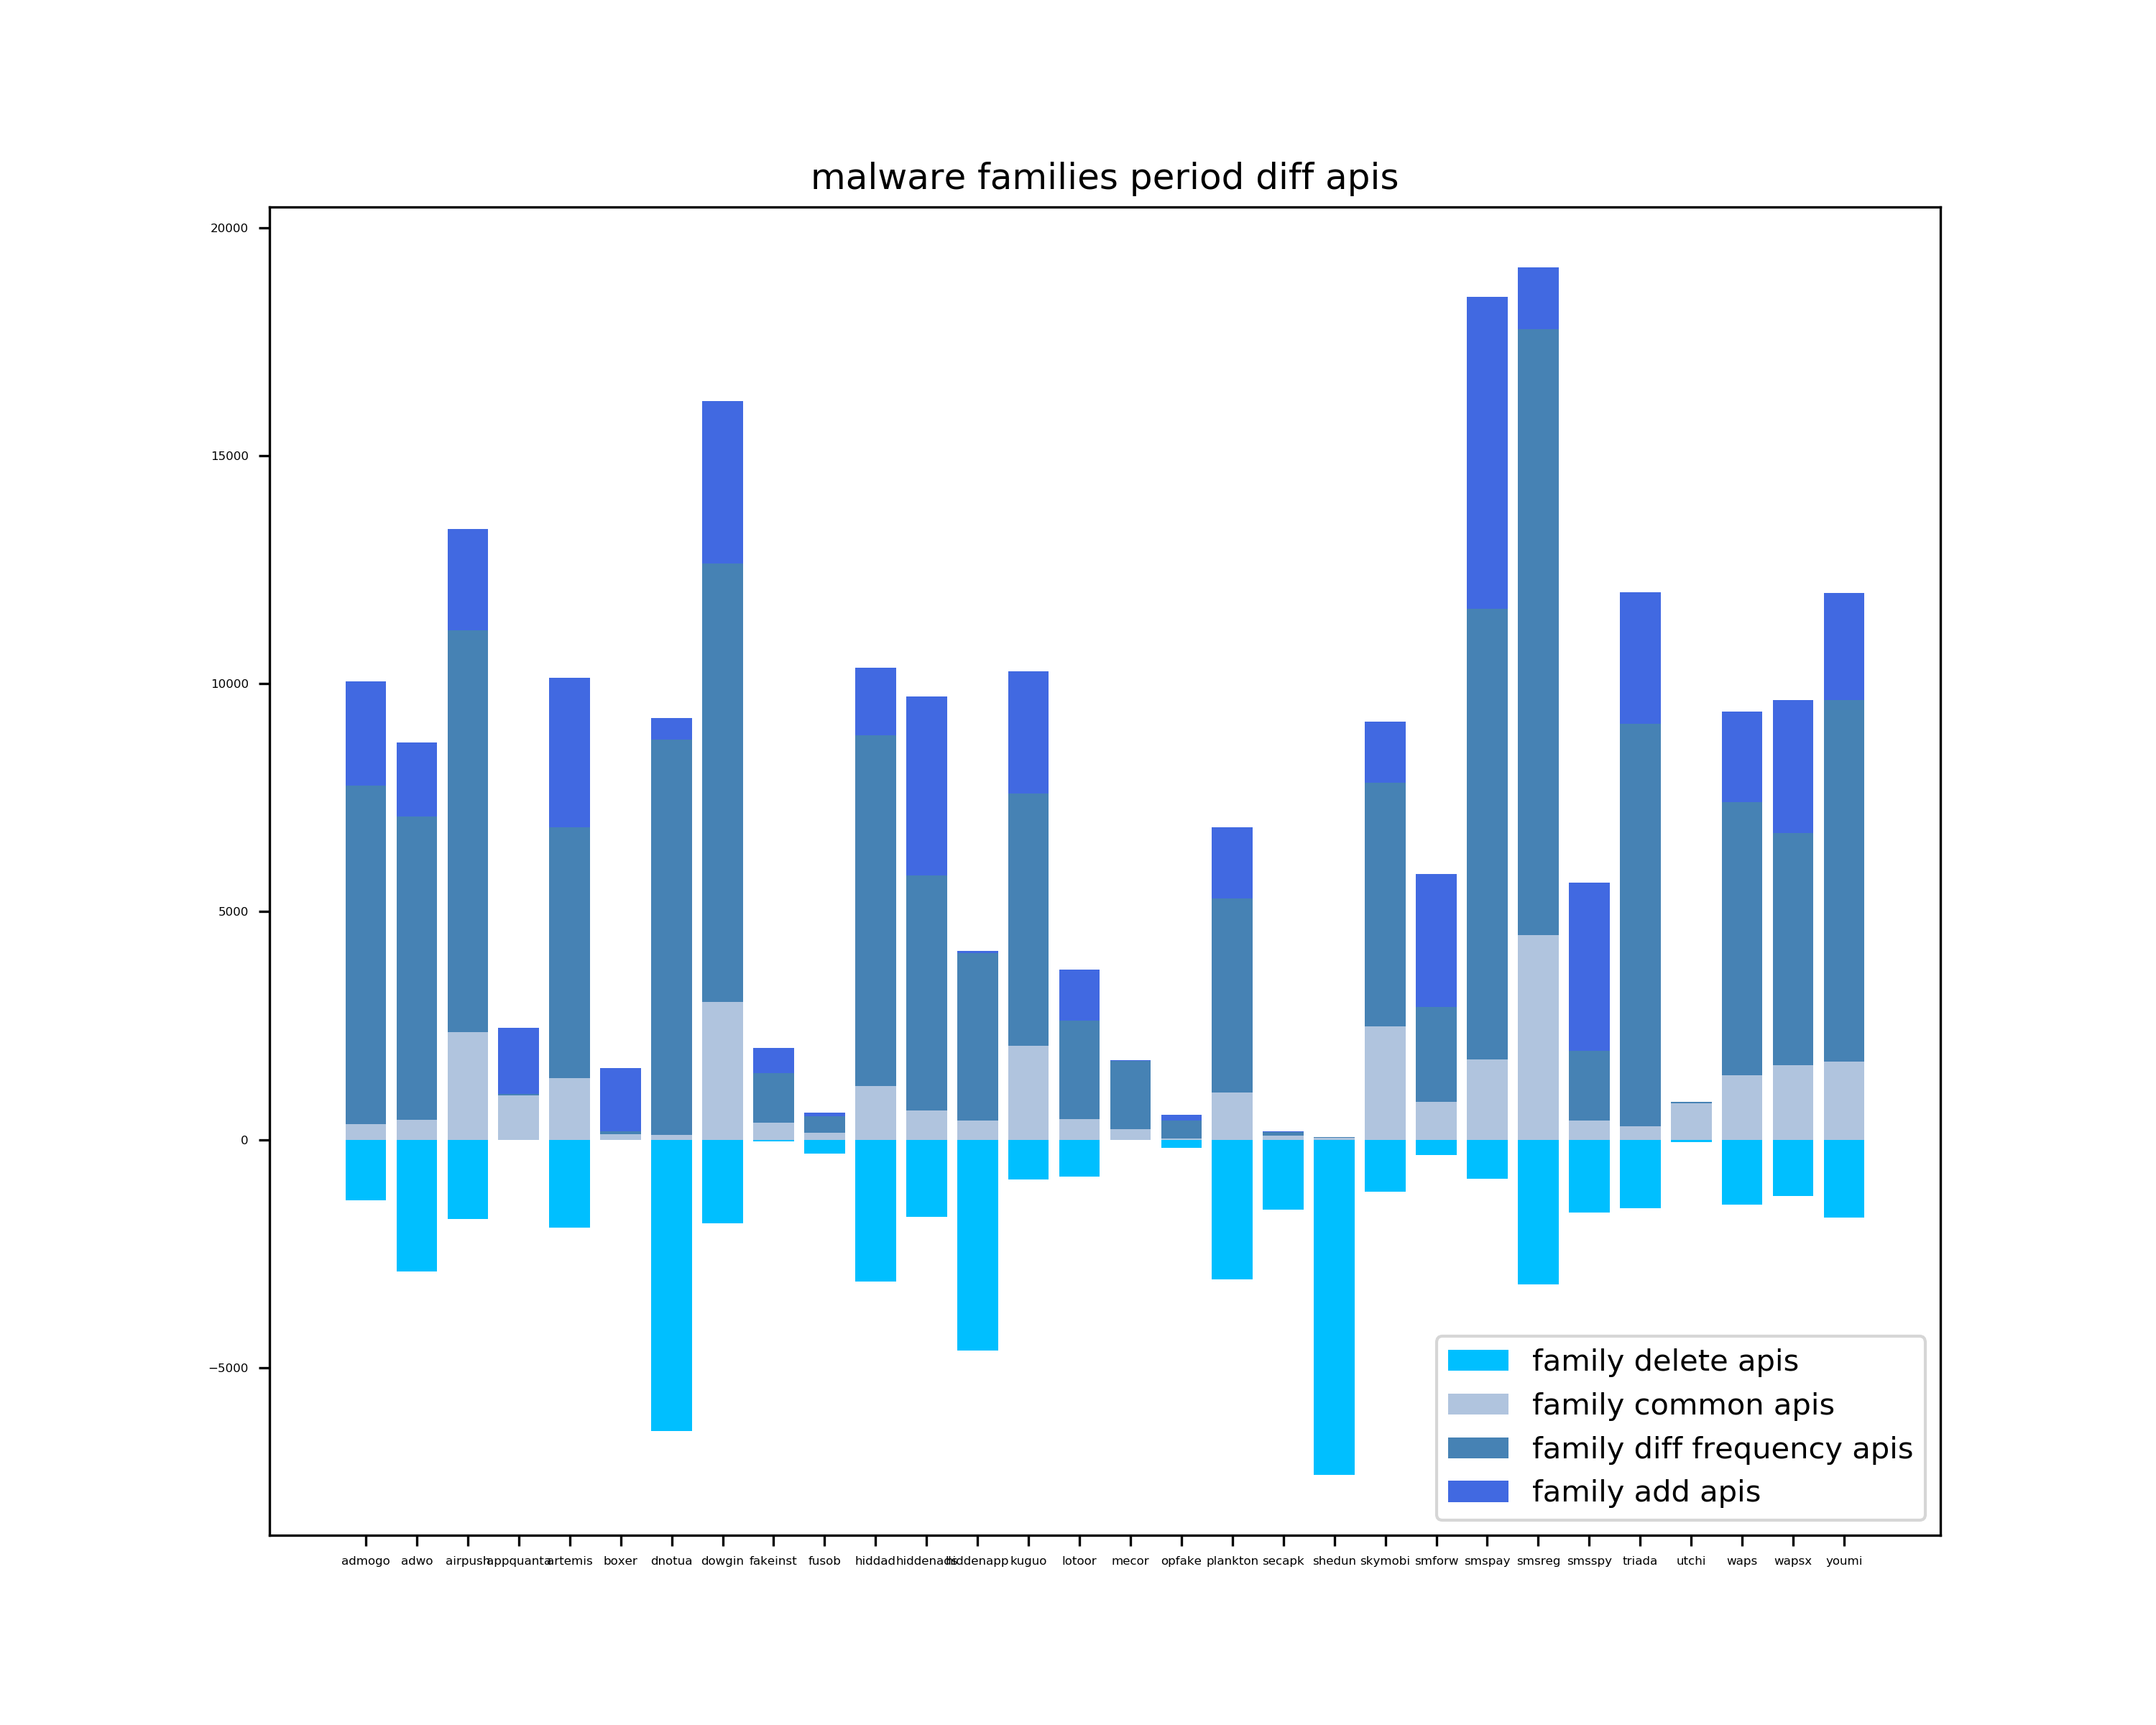 malware families period diff apis
20000
15000
10000
5000
0
−5000
admogo adwo airpush appquanta artemis boxer dnotua dowgin fakeinst fusob hiddad hiddenads hiddenapp kuguo lotoor mecor opfake plankton secapk shedun skymobi smforw smspay smsreg smsspy triada utchi waps wapsx youmi
family delete apis
family common apis
family diff frequency apis
family add apis